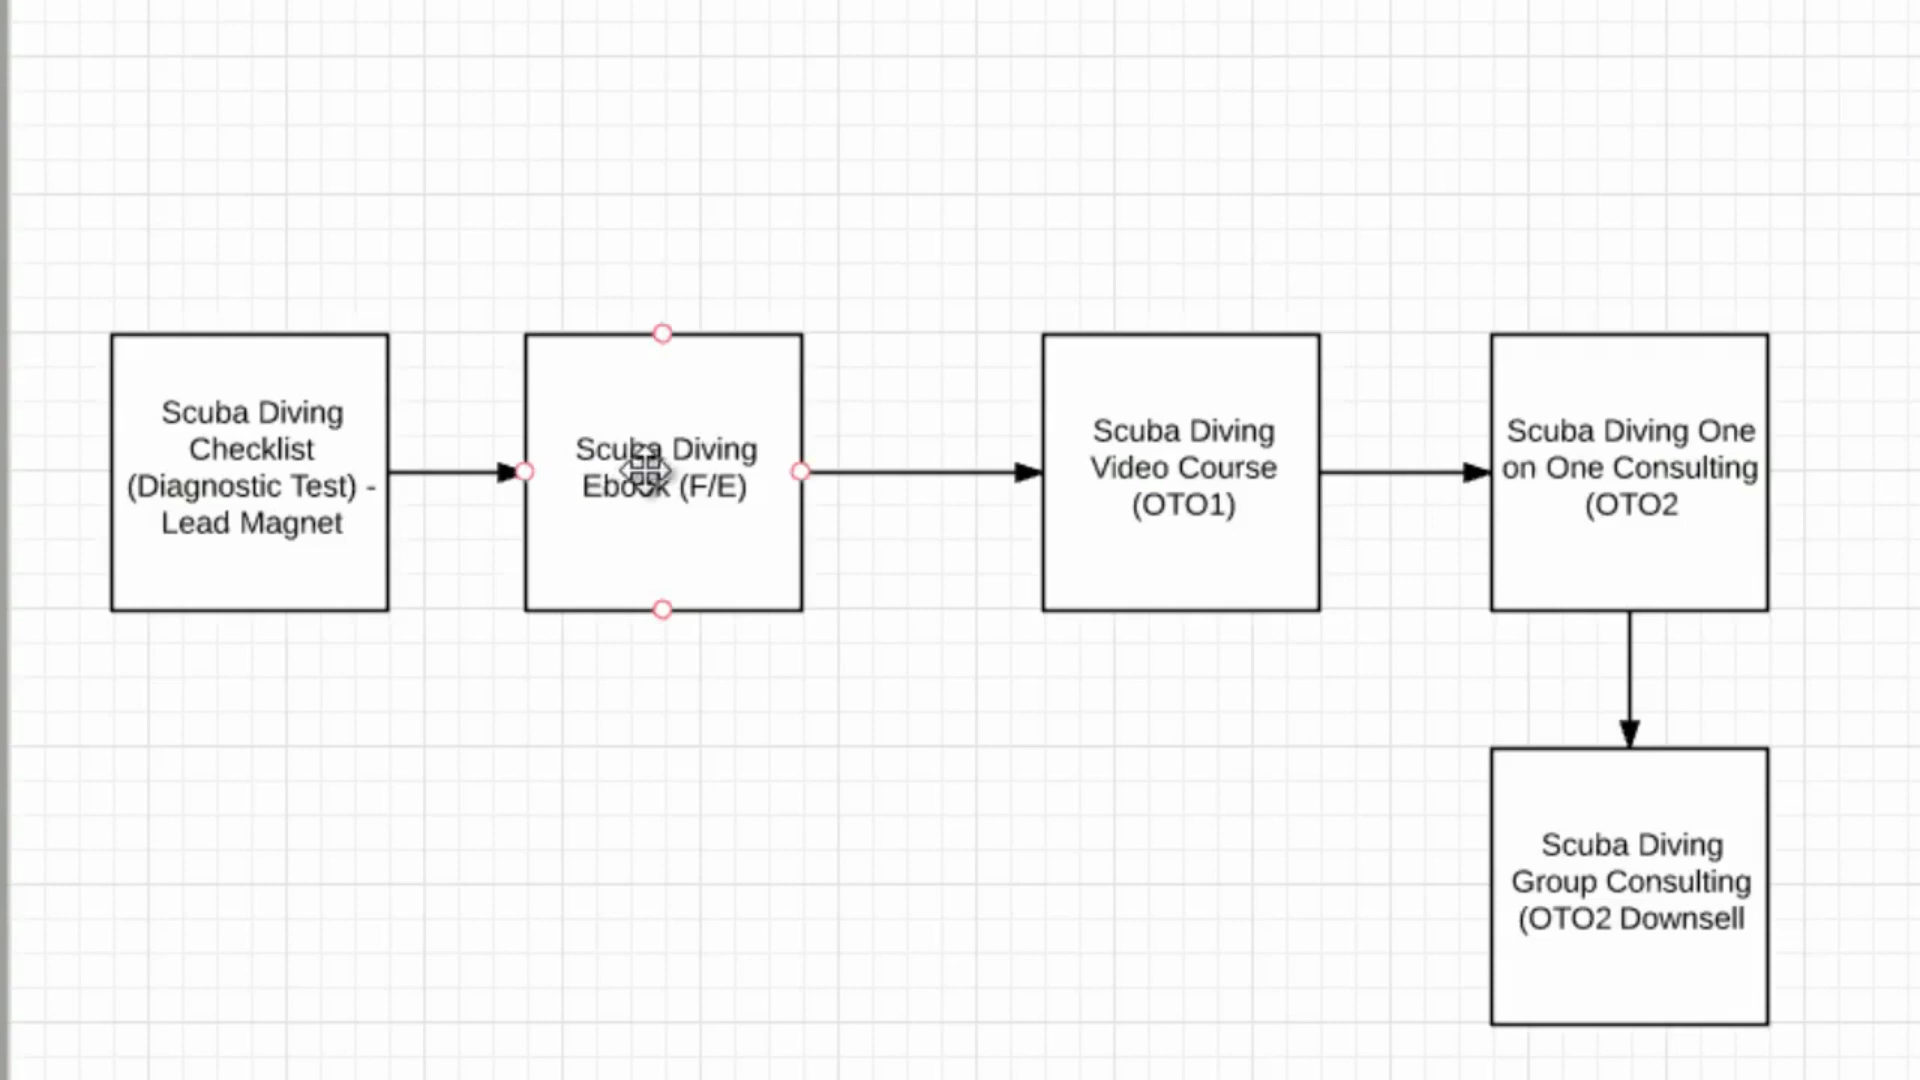 Scuba Diving
Checklist
(Diagnostic Test) -
Lead Magnet
Scuba Diving
Ebook (F/E)
Scuba Diving
Video Course
(OTO1)
Scuba Diving One
on One Consulting
(OTO2
Scuba Diving
Group Consulting
(OTO2 Downsell